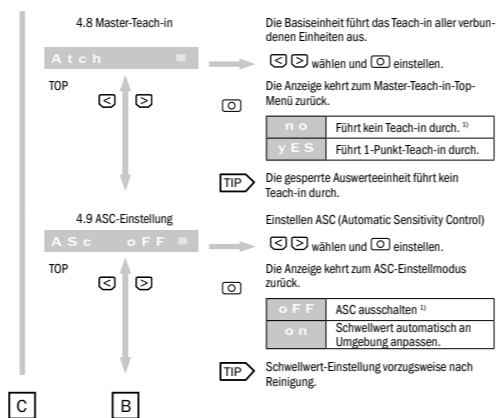 4.8 Master-Teach-in
Die Basiseinheit führt das Teach-in aller verbun-
denen Einheiten aus.
Atch
< > wählen und O einstellen.
TOP
< >
O
Die Anzeige kehrt zum Master-Teach-in-Top-
Menü zurück.
no Führt kein Teach-in durch. 1)
yES Führt 1-Punkt-Teach-in durch.
TIP Die gesperrte Auswerteeinheit führt kein
Teach-in durch.
4.9 ASC-Einstellung
Einstellen ASC (Automatic Sensitivity Control)
ASc oFF
< > wählen und O einstellen.
TOP
< >
O
Die Anzeige kehrt zum ASC-Einstellmodus
zurück.
oFF ASC ausschalten 1)
on Schwellwert automatisch an
Umgebung anpassen.
TIP Schwellwert-Einstellung vorzugsweise nach
Reinigung.
C B